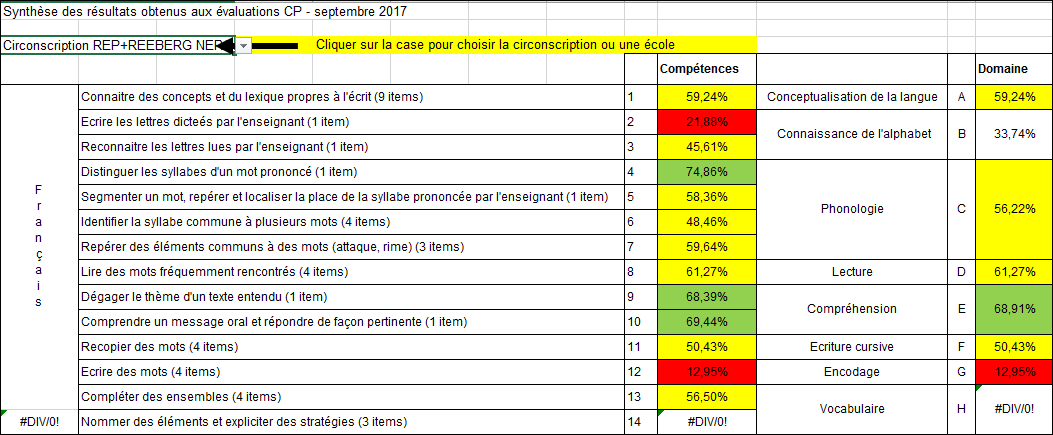 Synthèse des résultats obtenus aux évaluations CP - septembre 2017
Circonscription REP+REEBERG NEP Cliquer sur la case pour choisir la circonscription ou une école
Compétences Domaine
Connaitre des concepts et du lexique propres à l'écrit (9 items) 1 59,24% Conceptualisation de la langue A 59,24%
Ecrire les lettres dicteés par l'enseignant (1 item) 2 21,88%
Connaissance de l'alphabet B 33,74%
Reconnaitre les lettres lues par l'enseignant (1 item) 3 45,61%
Distinguer les syllabes d'un mot prononcé (1 item) 4 74,86%
Segmenter un mot, repérer et localiser la place de la syllabe prononcée par l'enseignant (1 item) 5 58,36%
Phonologie C 56,22%
Identifier la syllabe commune à plusieurs mots (4 items) 6 48,46%
Repérer des éléments communs à des mots (attaque, rime) (3 items) 7 59,64%
Français
Lire des mots fréquemment rencontrés (4 items) 8 61,27% Lecture D 61,27%
Dégager le thème d'un texte entendu (1 item) 9 68,39%
Compréhension E 68,91%
Comprendre un message oral et répondre de façon pertinente (1 item) 10 69,44%
Recopier des mots (4 items) 11 50,43% Ecriture cursive F 50,43%
Ecrire des mots (4 items) 12 12,95% Encodage G 12,95%
Compléter des ensembles (4 items) 13 56,50%
Vocabulaire H #DIV/0!
#DIV/0! Nommer des éléments et expliciter des stratégies (3 items) 14 #DIV/0!